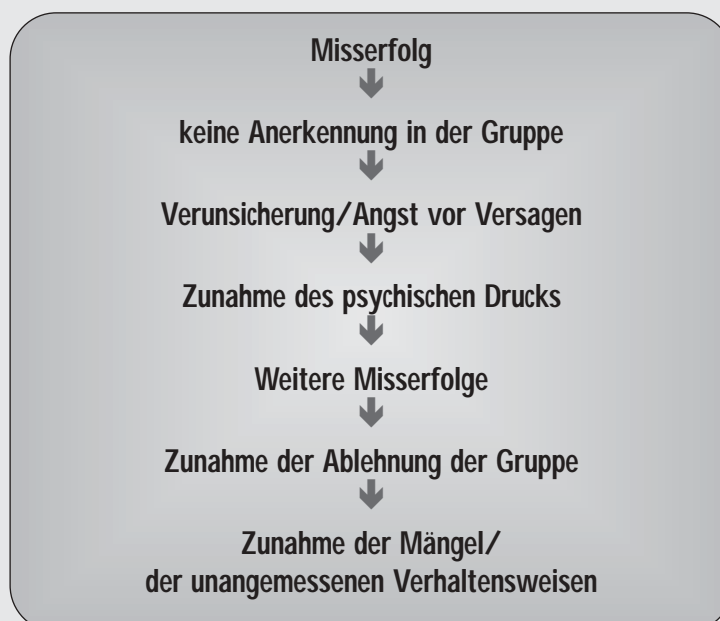 Misserfolg
keine Anerkennung in der Gruppe
Verunsicherung/Angst vor Versagen
Zunahme des psychischen Drucks
Weitere Misserfolge
Zunahme der Ablehnung der Gruppe
Zunahme der Mängel/
der unangemessenen Verhaltensweisen